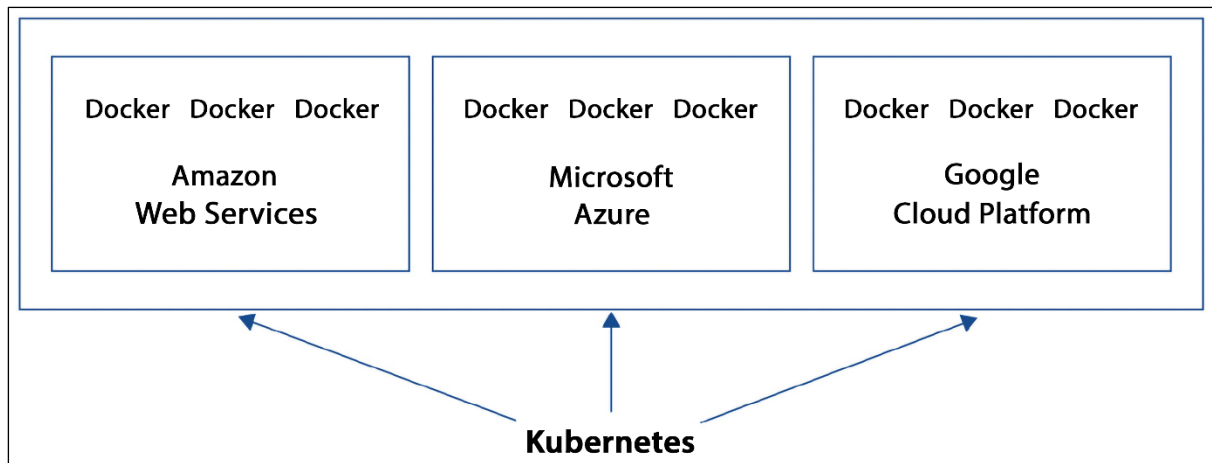 Docker Docker Docker
Amazon
Web Services
Docker Docker Docker
Microsoft
Azure
Docker Docker Docker
Google
Cloud Platform
Kubernetes